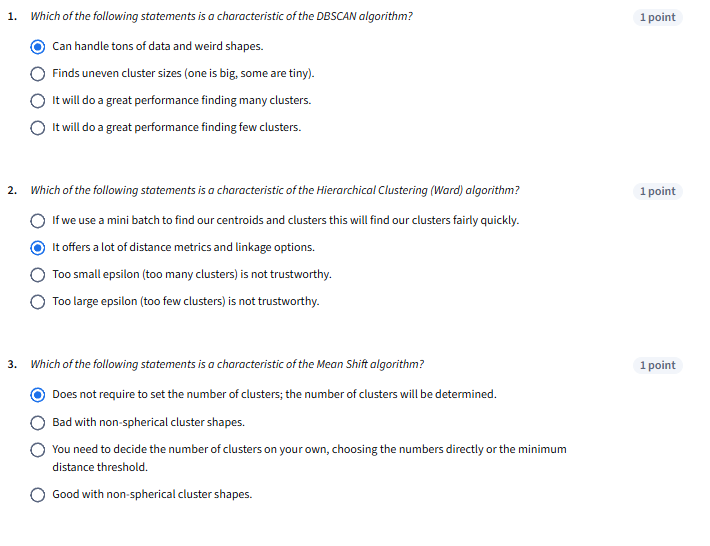 1. Which of the following statements is a characteristic of the DBSCAN algorithm? 1 point
Can handle tons of data and weird shapes.
Finds uneven cluster sizes (one is big, some are tiny).
It will do a great performance finding many clusters.
It will do a great performance finding few clusters.
2. Which of the following statements is a characteristic of the Hierarchical Clustering (Ward) algorithm? 1 point
If we use a mini batch to find our centroids and clusters this will find our clusters fairly quickly.
It offers a lot of distance metrics and linkage options.
Too small epsilon (too many clusters) is not trustworthy.
Too large epsilon (too few clusters) is not trustworthy.
3. Which of the following statements is a characteristic of the Mean Shift algorithm? 1 point
Does not require to set the number of clusters; the number of clusters will be determined.
Bad with non-spherical cluster shapes.
You need to decide the number of clusters on your own, choosing the numbers directly or the minimum
distance threshold.
Good with non-spherical cluster shapes.